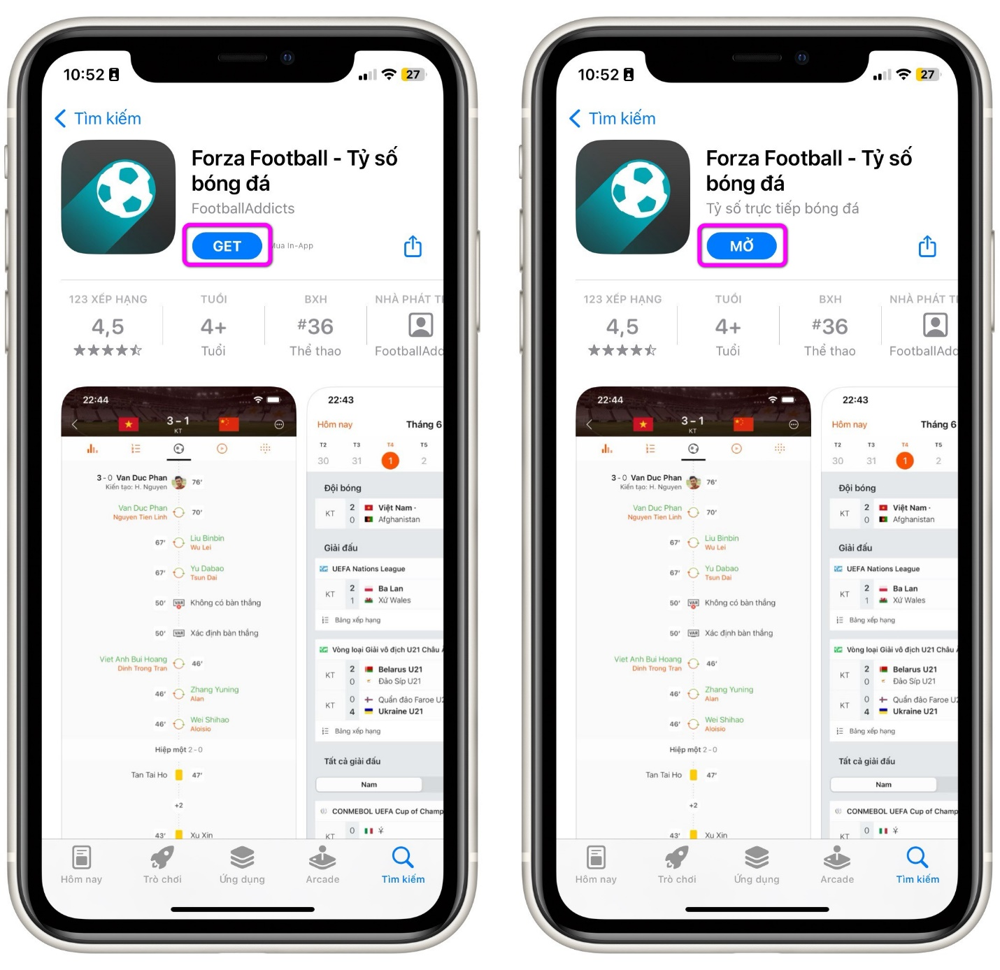 10:52
27
Tìm kiếm
Forza Football - Tỷ số
bóng đá
FootballAddicts
GET
Mua In-App
123 XẾP HẠNG
TUỔI
BXH
NHÀ PHÁT TI
4,5
4+
#36
Tuổi
Thể thao
FootballAdd
22:44
3 - 1
KT
3 - 0 Van Duc Phan
Kiến tạo: H. Nguyen
76'
Van Duc Phan
Nguyen Tien Linh
70'
67'
Liu Binbin
Wu Lei
67'
Yu Dabao
Tsun Dai
50'
VAR
Không có bàn thắng
50'
VAR
Xác định bàn thắng
Viet Anh Bui Hoang
Dinh Trong Tran
46'
46'
Zhang Yuning
Alan
46'
Wei Shihao
Aloisio
Hiệp một 2 - 0
Tan Tai Ho
47'
+2
43'
Xu Xin
22:43
Hôm nay
Tháng 6
T2
T3
T4
T5
30
31
1
2
Đội bóng
KT
2
Việt Nam
0
Afghanistan
Giải đấu
UEFA Nations League
KT
2
Ba Lan
1
Xứ Wales
Bảng xếp hạng
Vòng loại Giải vô địch U21 Châu
KT
2
Belarus U21
0
Đảo Síp U21
KT
0
Quần đảo Faroe U2
4
Ukraine U21
Bảng xếp hạng
Tất cả giải đấu
Nam
CONMEBOL UEFA Cup of Champ
KT
0
Ý
Hôm nay
Trò chơi
Ứng dụng
Arcade
Tìm kiếm
10:52
27
Tìm kiếm
Forza Football - Tỷ số
bóng đá
Tỷ số trực tiếp bóng đá
MỞ
123 XẾP HẠNG
TUỔI
BXH
NHÀ PHÁT TI
4,5
4+
#36
Tuổi
Thể thao
FootballAdd
22:44
3 - 1
KT
3 - 0 Van Duc Phan
Kiến tạo: H. Nguyen
76'
Van Duc Phan
Nguyen Tien Linh
70'
67'
Liu Binbin
Wu Lei
67'
Yu Dabao
Tsun Dai
50'
VAR
Không có bàn thắng
50'
VAR
Xác định bàn thắng
Viet Anh Bui Hoang
Dinh Trong Tran
46'
46'
Zhang Yuning
Alan
46'
Wei Shihao
Aloisio
Hiệp một 2 - 0
Tan Tai Ho
47'
+2
43'
Xu Xin
22:43
Hôm nay
Tháng 6
T2
T3
T4
T5
30
31
1
2
Đội bóng
KT
2
Việt Nam
0
Afghanistan
Giải đấu
UEFA Nations League
KT
2
Ba Lan
1
Xứ Wales
Bảng xếp hạng
Vòng loại Giải vô địch U21 Châu
KT
2
Belarus U21
0
Đảo Síp U21
KT
0
Quần đảo Faroe U2
4
Ukraine U21
Bảng xếp hạng
Tất cả giải đấu
Nam
CONMEBOL UEFA Cup of Champ
KT
0
Ý
Hôm nay
Trò chơi
Ứng dụng
Arcade
Tìm kiếm